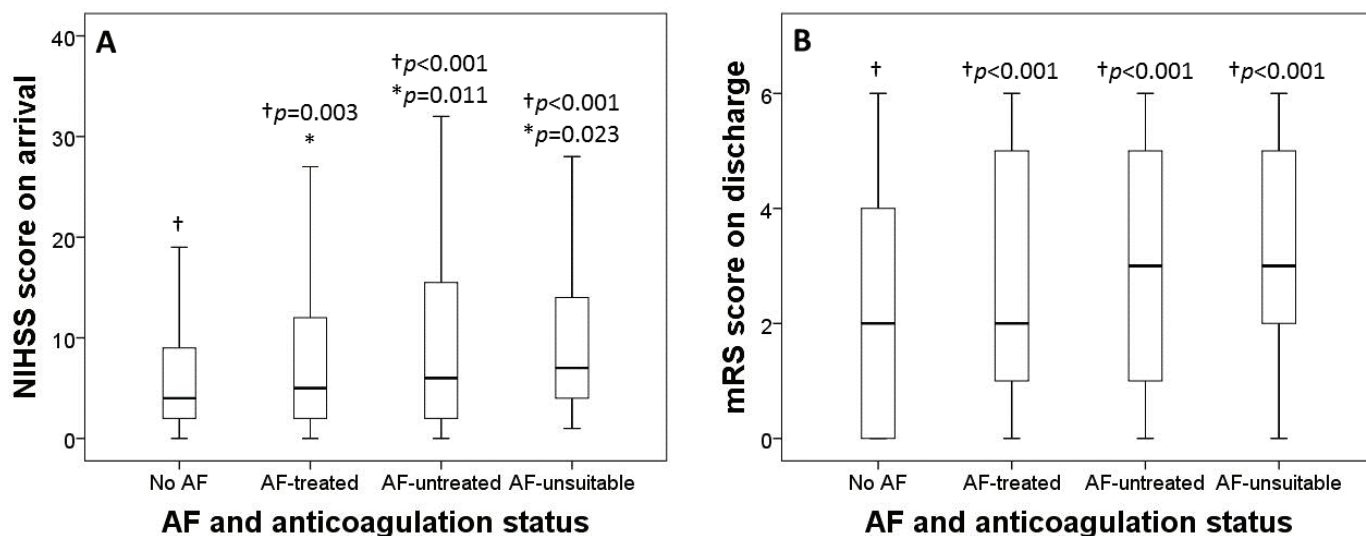 A
NIHSS score on arrival
40
30
20
10
0
†
†p=0.003
*
†p<0.001
*p=0.011
†p<0.001
*p=0.023
No AF
AF-treated
AF-untreated
AF-unsuitable
AF and anticoagulation status
B
mRS score on discharge
6
4
2
0
†
†p<0.001
†p<0.001
†p<0.001
No AF
AF-treated
AF-untreated
AF-unsuitable
AF and anticoagulation status